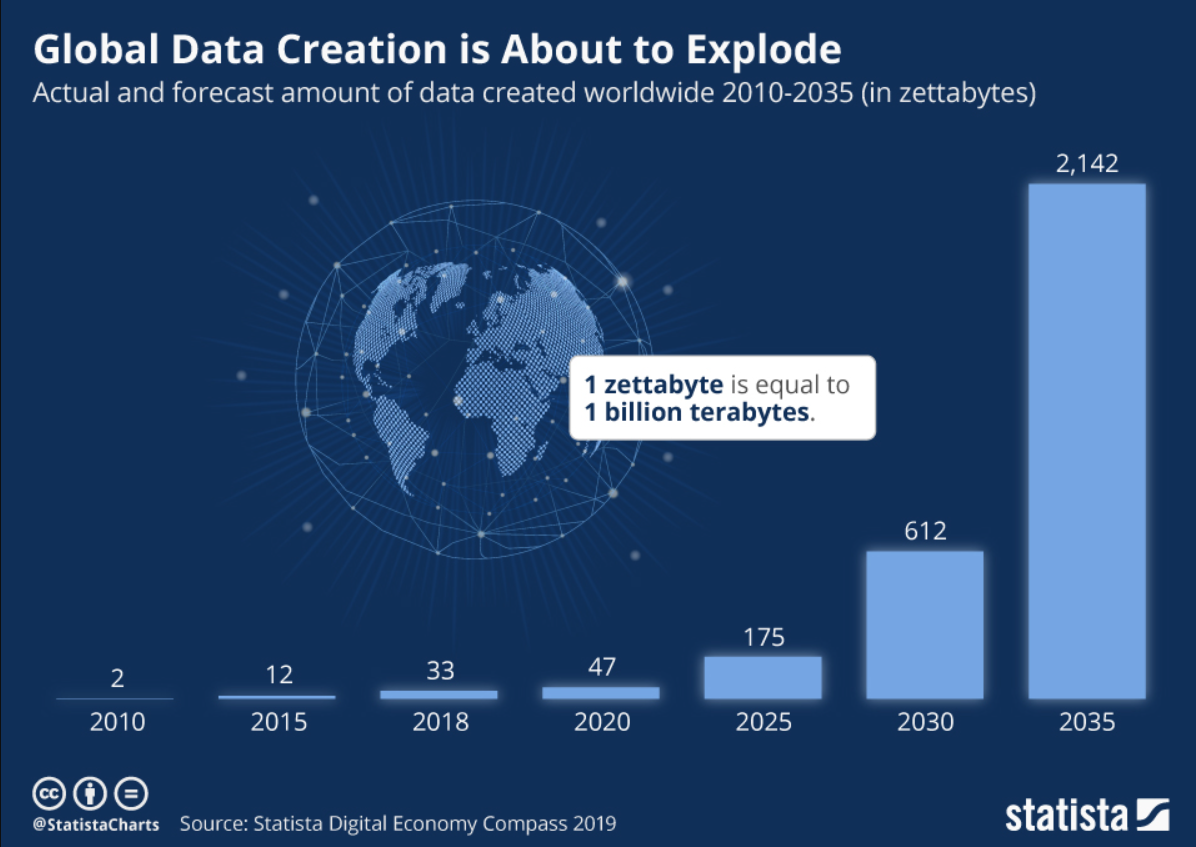 Global Data Creation is About to Explode
Actual and forecast amount of data created worldwide 2010-2035 (in zettabytes)
2,142
1 zettabyte is equal to
1 billion terabytes.
612
175
47
33
12
2
2010 2015 2018 2020 2025 2030 2035
cc
@StatistaCharts Source: Statista Digital Economy Compass 2019
statista